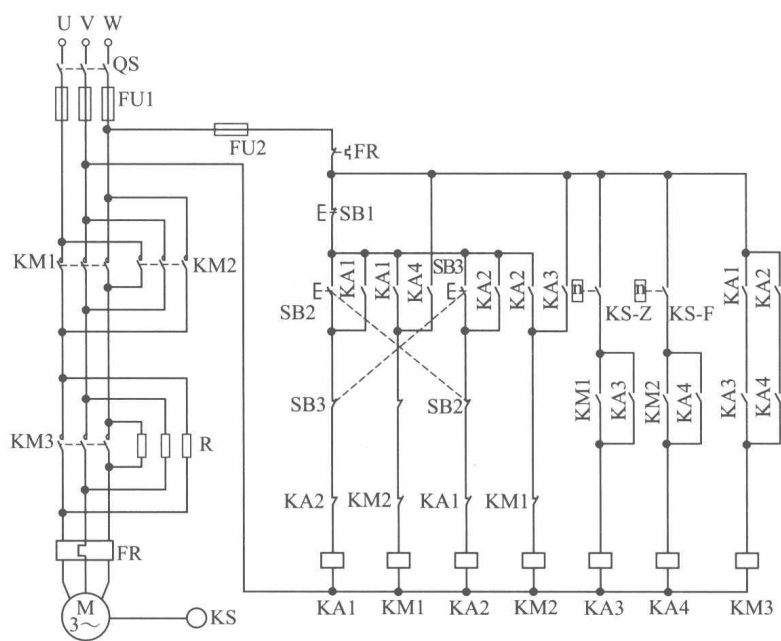 U V W
QS
FU1
FU2
FR
SB1
KM1
KM2
SB2
KA1
KA1
KA4
SB3
KA2
KA2
KA3
n
KS-Z
n
KS-F
KA1
KA2
SB3
SB2
KM1
KA3
KM2
KA4
KA3
KA4
KM3
R
KA2
KM2
KA1
KM1
FR
M
3~
KS
KA1 KM1 KA2 KM2 KA3 KA4 KM3